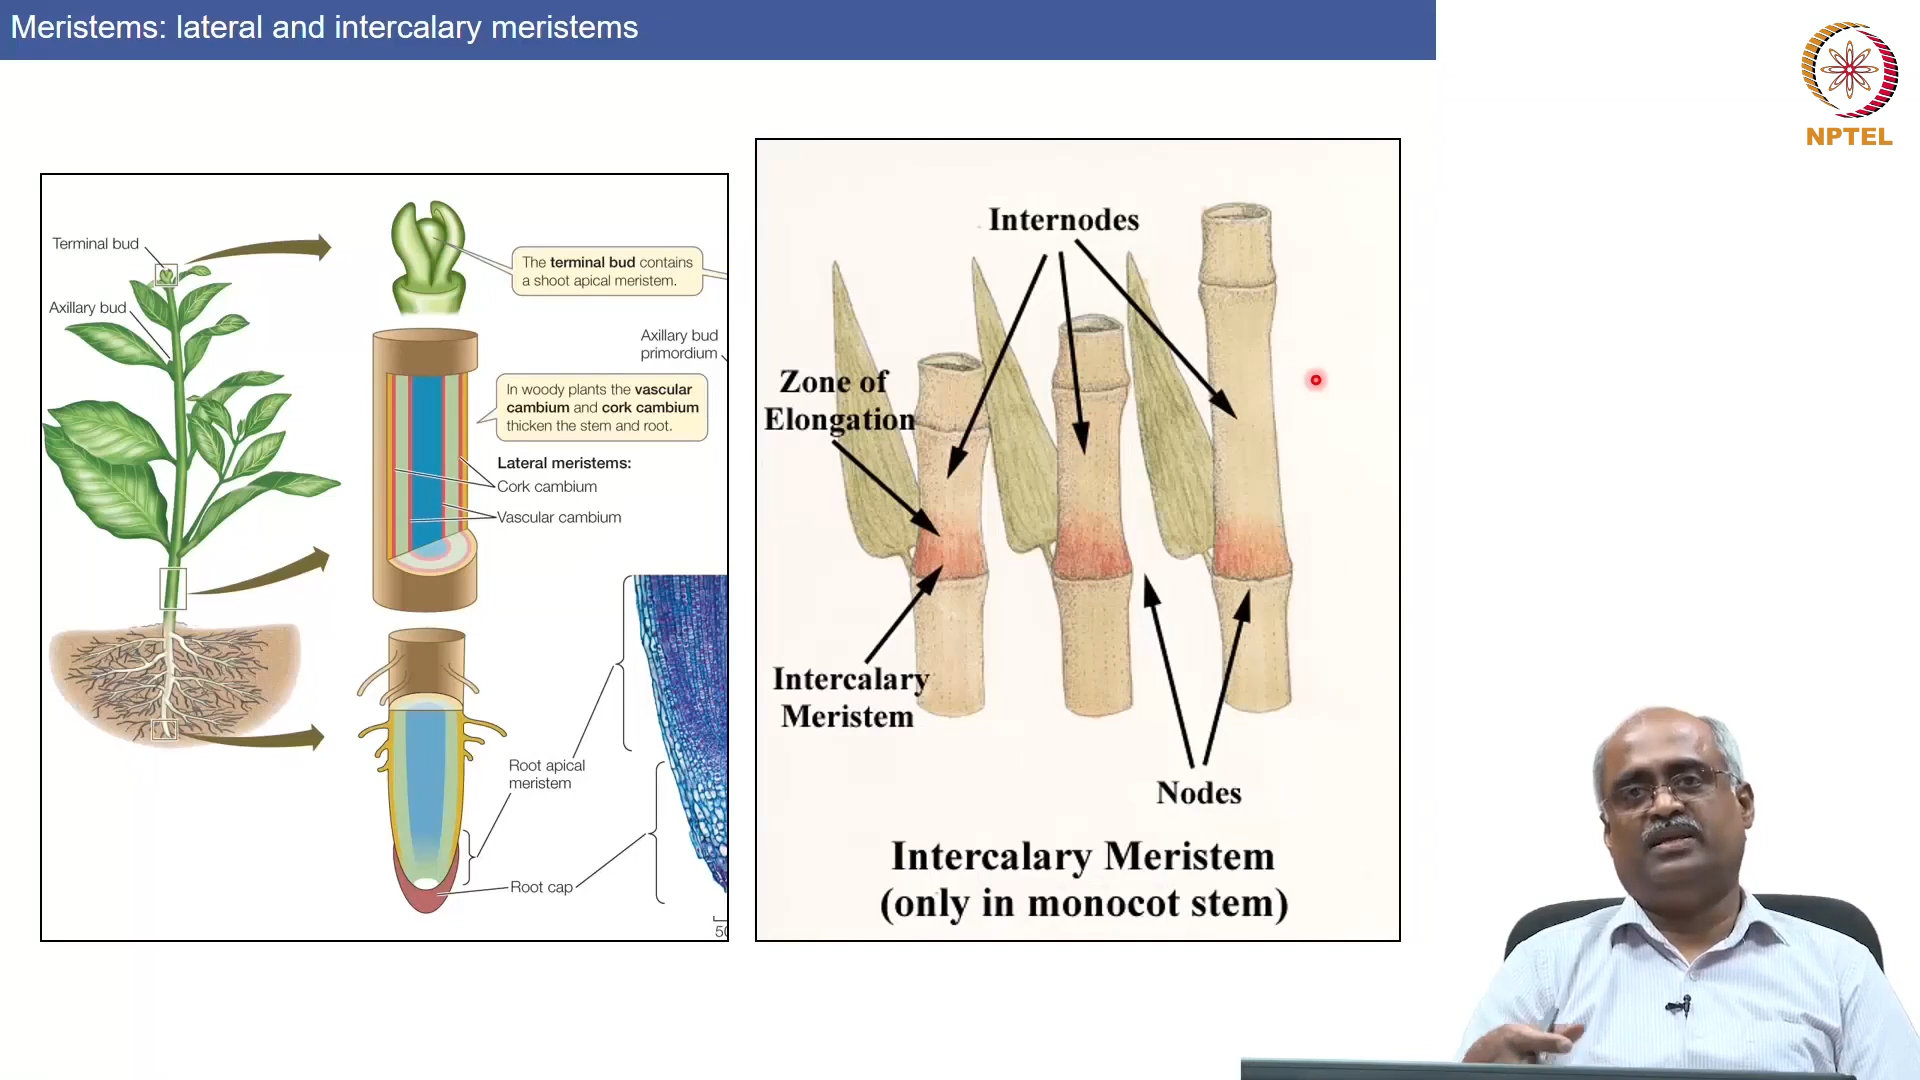 Meristems: lateral and intercalary meristems
NPTEL
Terminal bud
Axillary bud
The terminal bud contains
a shoot apical meristem.
Axillary bud
primordium
In woody plants the vascular
cambium and cork cambium
thicken the stem and root.
Lateral meristems:
Cork cambium
Vascular cambium
Root apical
meristem
Root cap
50
Internodes
Zone of
Elongation
Intercalary
Meristem
Nodes
Intercalary Meristem
(only in monocot stem)